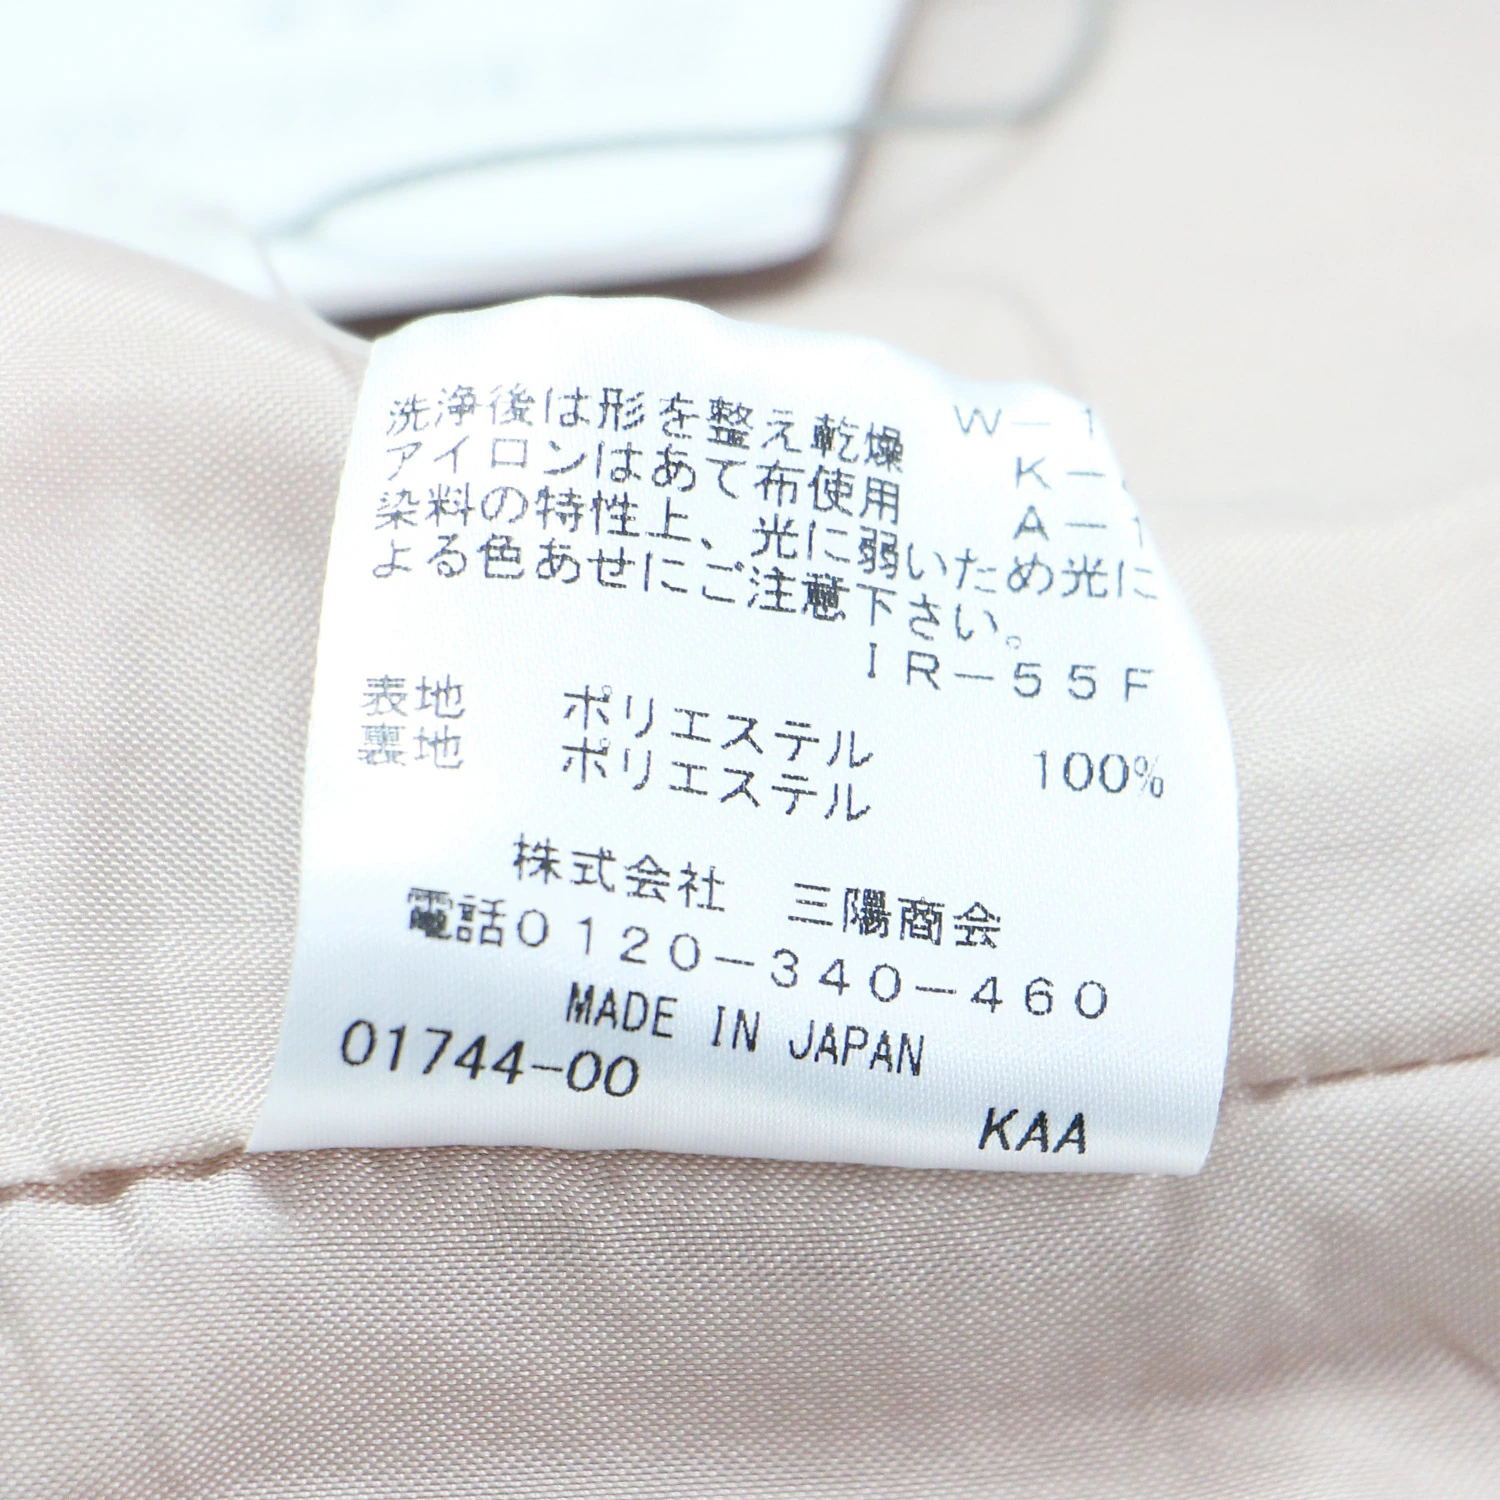 洗浄後は形を整え乾燥 W－1
アイロンはあて布使用 K－
染料の特性上、光に弱いため光に A－1
よる色あせにご注意下さい。
IR－55F
表地 ポリエステル 100%
裏地 ポリエステル
株式会社 三陽商会
電話0120－340－460
MADE IN JAPAN
01744-00
KAA